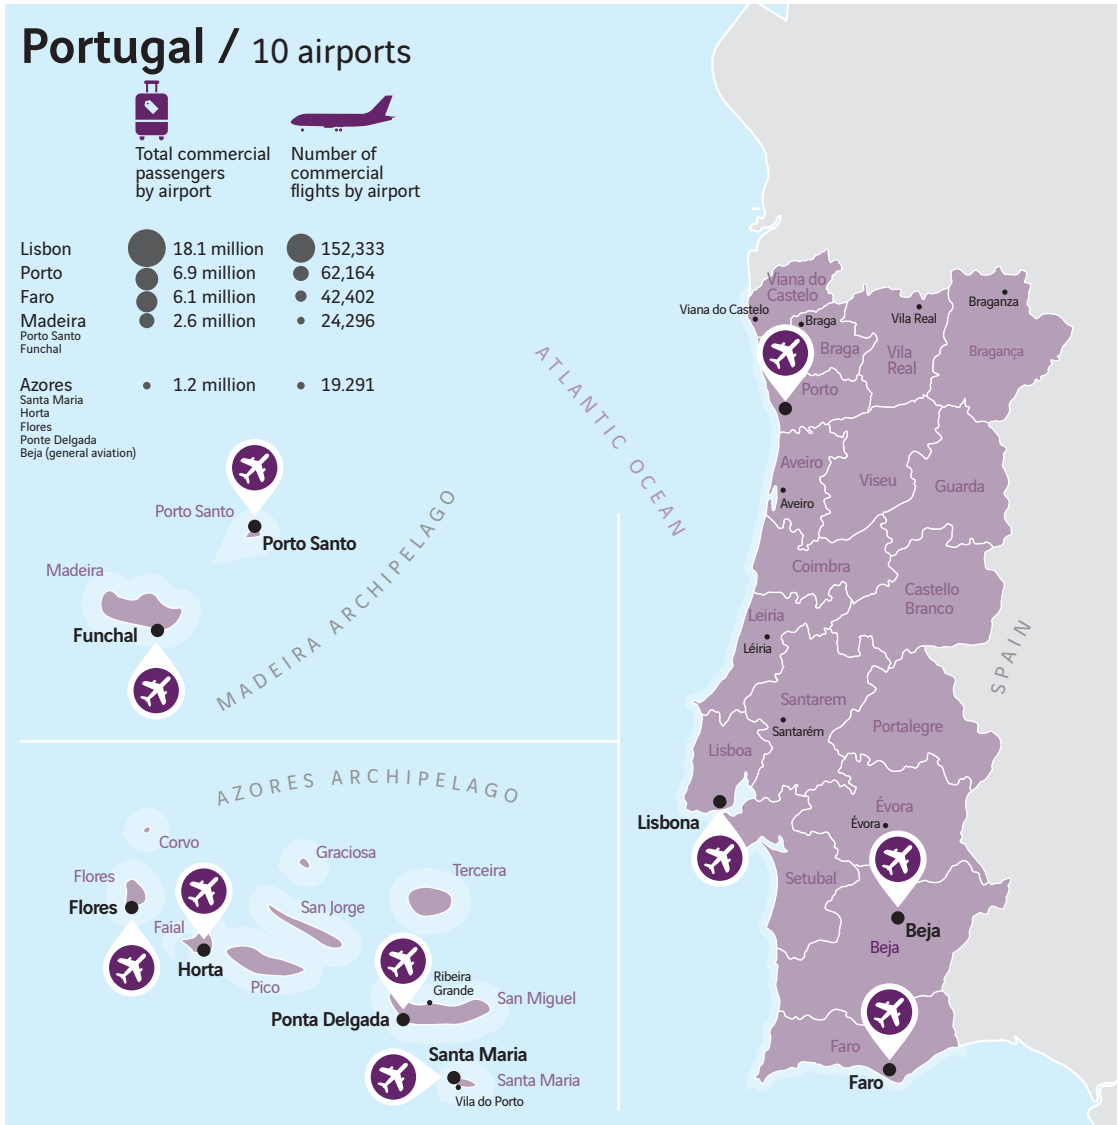 Portugal / 10 airports
Total commercial
passengers
by airport
Number of
commercial
flights by airport
Lisbon 18.1 million 152,333
Porto 6.9 million 62,164
Faro 6.1 million 42,402
Madeira 2.6 million 24,296
Porto Santo
Funchal
Azores 1.2 million 19.291
Santa Maria
Horta
Flores
Ponte Delgada
Beja (general aviation)
ATLANTIC OCEAN
Porto Santo
Porto Santo
Madeira
Funchal
MADEIRA ARCHIPELAGO
AZORES ARCHIPELAGO
Corvo
Graciosa
Terceira
Flores
Flores
San Jorge
Faial
Horta
Pico
Ribeira
Grande
San Miguel
Ponta Delgada
Santa Maria
Santa Maria
Vila do Porto
Viana do
Castelo
Viana do Castelo
Braga
Braga
Vila Real
Vila
Real
Braganza
Bragança
Porto
Aveiro
Aveiro
Viseu
Guarda
Coimbra
Castello
Branco
Leiria
Léiria
SPAIN
Santarem
Santarém
Portalegre
Lisboa
Lisbona
Évora
Évora
Setubal
Beja
Beja
Faro
Faro